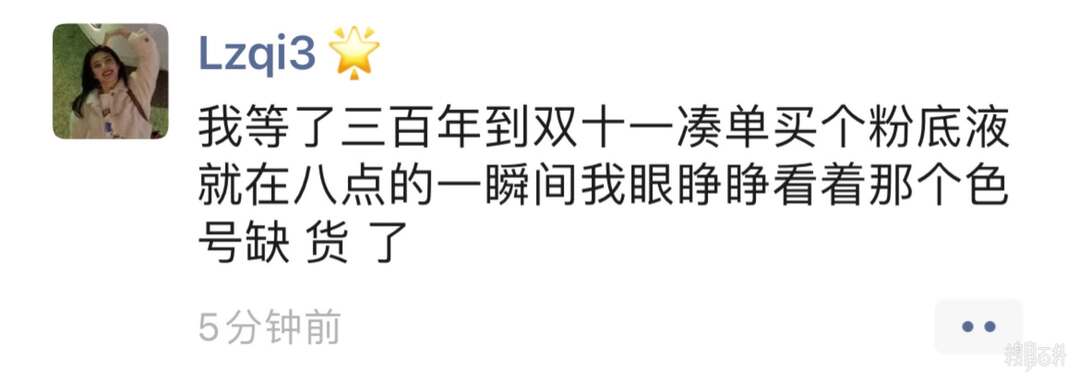 Lzqi3🌟
我等了三百年到双十一凑单买个粉底液
就在八点的一瞬间我眼睁睁看着那个色
号缺 货 了
5分钟前